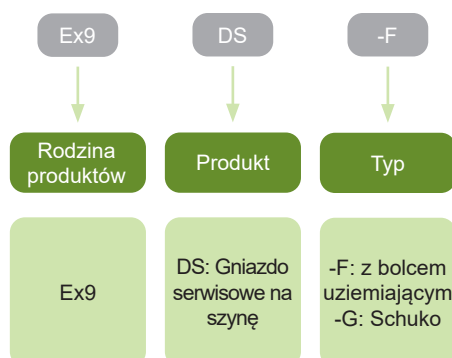 Ex9
DS
-F
Rodzina
produktów
Produkt
Typ
Ex9
DS: Gniazdo
serwisowe na
szynę
-F: z bolcem
uziemiającym
-G: Schuko